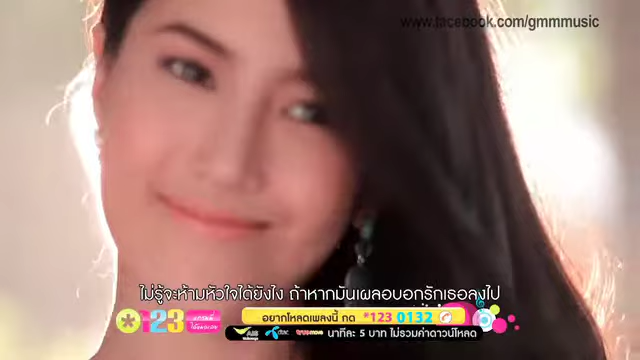 www.facebook.com/gmmmusic
ไม่รู้จะห้ามหัวใจได้ยังไง ถ้าหากมันเผลอบอกรักเธอลงไป
*123
อยากโหลดเพลงนี้ กด *123 0132
AIS dtac truemove นาทีละ 5 บาท ไม่รวมค่าดาวน์โหลด